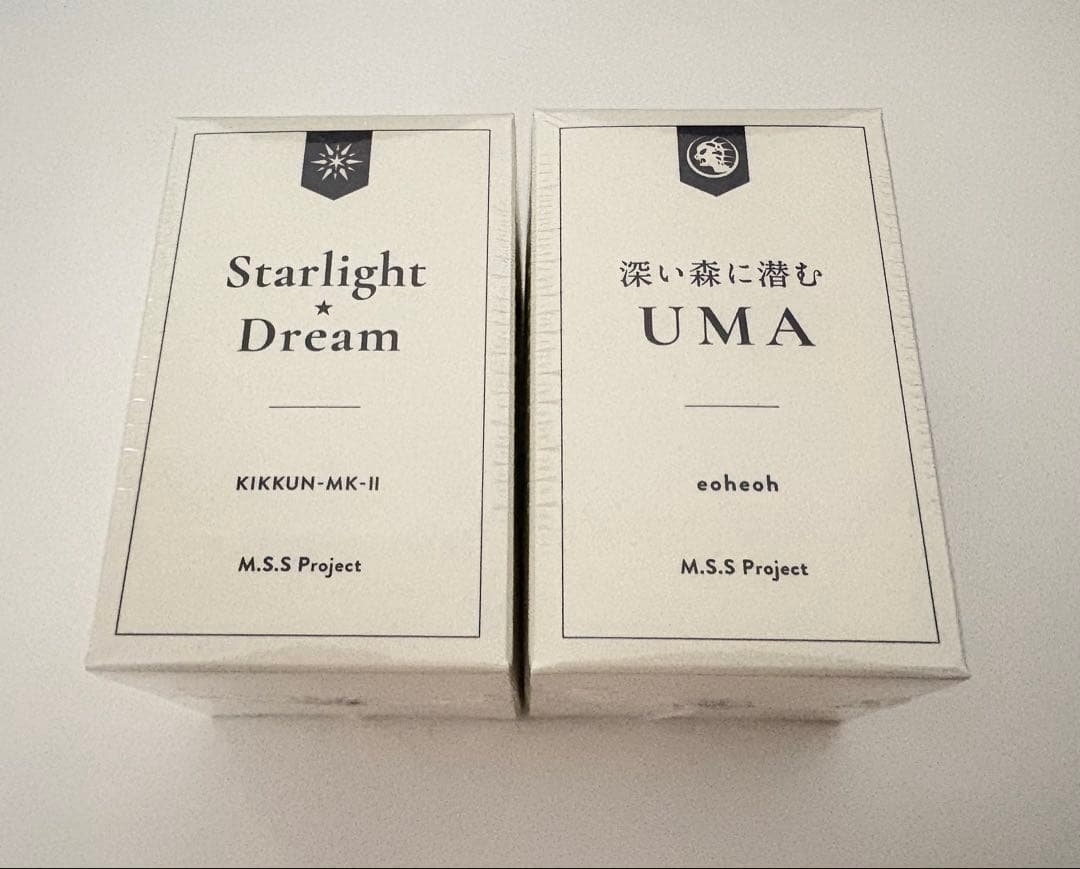 Starlight
★
Dream
KIKKUN-MK-II
M.S.S Project
深い森に潜む
UMA
eoheoh
M.S.S Project